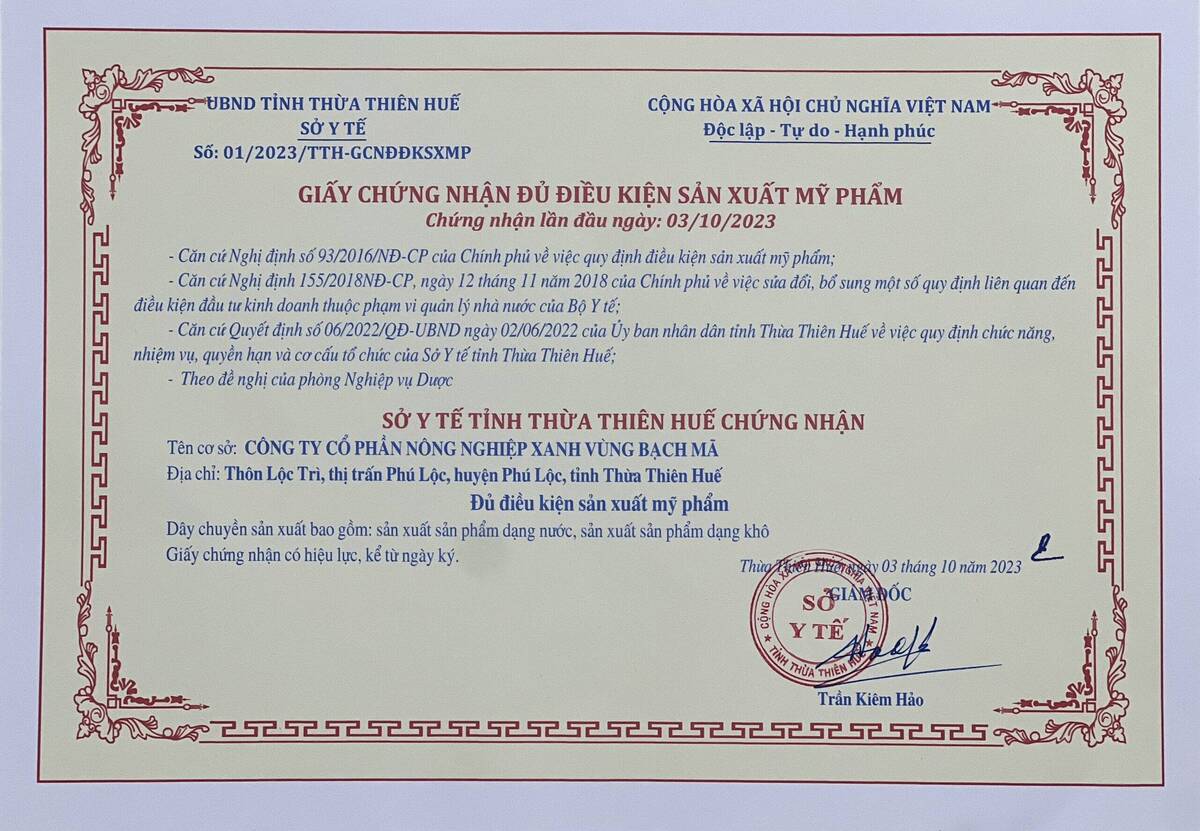 UBND TỈNH THỪA THIÊN HUẾ
SỞ Y TẾ
Số: 01/2023/TTH-GCNĐĐKSXMP
CỘNG HÒA XÃ HỘI CHỦ NGHĨA VIỆT NAM
Độc lập - Tự do - Hạnh phúc
GIẤY CHỨNG NHẬN ĐỦ ĐIỀU KIỆN SẢN XUẤT MỸ PHẨM
Chứng nhận lần đầu ngày: 03/10/2023
- Căn cứ Nghị định số 93/2016/NĐ-CP của Chính phủ về việc quy định điều kiện sản xuất mỹ phẩm;
- Căn cứ Nghị định 155/2018NĐ-CP, ngày 12 tháng 11 năm 2018 của Chính phủ về việc sửa đổi, bổ sung một số quy định liên quan đến
điều kiện đầu tư kinh doanh thuộc phạm vi quản lý nhà nước của Bộ Y tế;
- Căn cứ Quyết định số 06/2022/QĐ-UBND ngày 02/06/2022 của Ủy ban nhân dân tỉnh Thừa Thiên Huế về việc quy định chức năng,
nhiệm vụ, quyền hạn và cơ cấu tổ chức của Sở Y tế tỉnh Thừa Thiên Huế;
- Theo đề nghị của phòng Nghiệp vụ Dược
SỞ Y TẾ TỈNH THỪA THIÊN HUẾ CHỨNG NHẬN
Tên cơ sở: CÔNG TY CỔ PHẦN NÔNG NGHIỆP XANH VÙNG BẠCH MÃ
Địa chỉ: Thôn Lộc Trì, thị trấn Phú Lộc, huyện Phú Lộc, tỉnh Thừa Thiên Huế
Đủ điều kiện sản xuất mỹ phẩm
Dây chuyền sản xuất bao gồm: sản xuất sản phẩm dạng nước, sản xuất sản phẩm dạng khô
Giấy chứng nhận có hiệu lực, kể từ ngày ký.
Thừa Thiên Huế, ngày 03 tháng 10 năm 2023
GIÁM ĐỐC
CỘNG HÒA XÃ HỘI CHỦ NGHĨA VIỆT NAM
SỞ
Y TẾ
TỈNH THỪA THIÊN HUẾ
Trần Kiêm Hảo